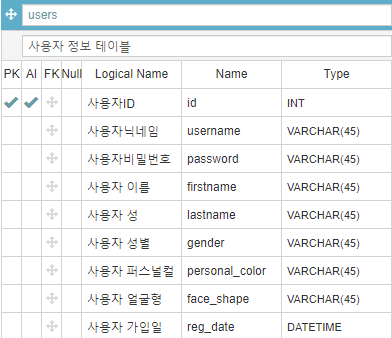 users
사용자 정보 테이블
PK AI FK Null Logical Name Name Type
사용자ID id INT
사용자닉네임 username VARCHAR(45)
사용자비밀번호 password VARCHAR(45)
사용자 이름 firstname VARCHAR(45)
사용자 성 lastname VARCHAR(45)
사용자 성별 gender VARCHAR(45)
사용자 퍼스널컬 personal_color VARCHAR(45)
사용자 얼굴형 face_shape VARCHAR(45)
사용자 가입일 reg_date DATETIME